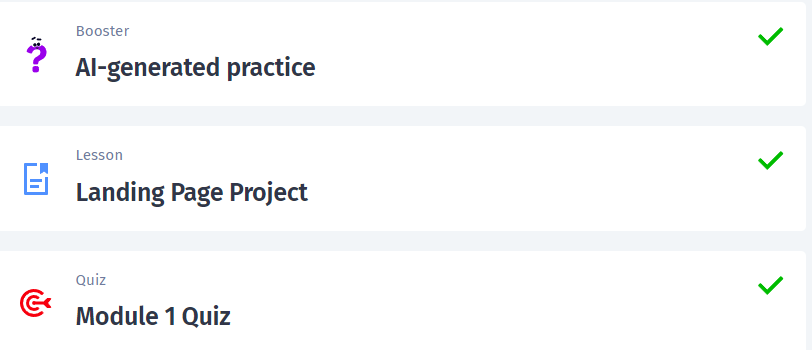 Booster
AI-generated practice
Lesson
Landing Page Project
Quiz
Module 1 Quiz